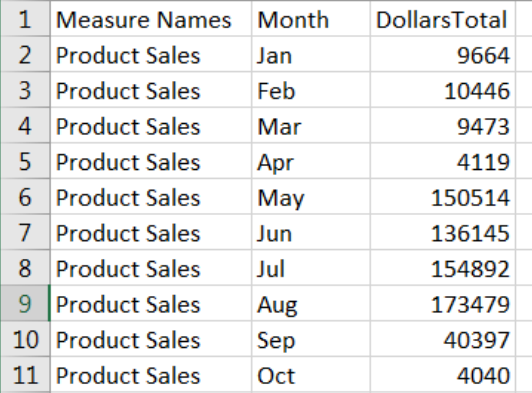 1 Measure Names Month DollarsTotal
2 Product Sales Jan 9664
3 Product Sales Feb 10446
4 Product Sales Mar 9473
5 Product Sales Apr 4119
6 Product Sales May 150514
7 Product Sales Jun 136145
8 Product Sales Jul 154892
9 Product Sales Aug 173479
10 Product Sales Sep 40397
11 Product Sales Oct 4040